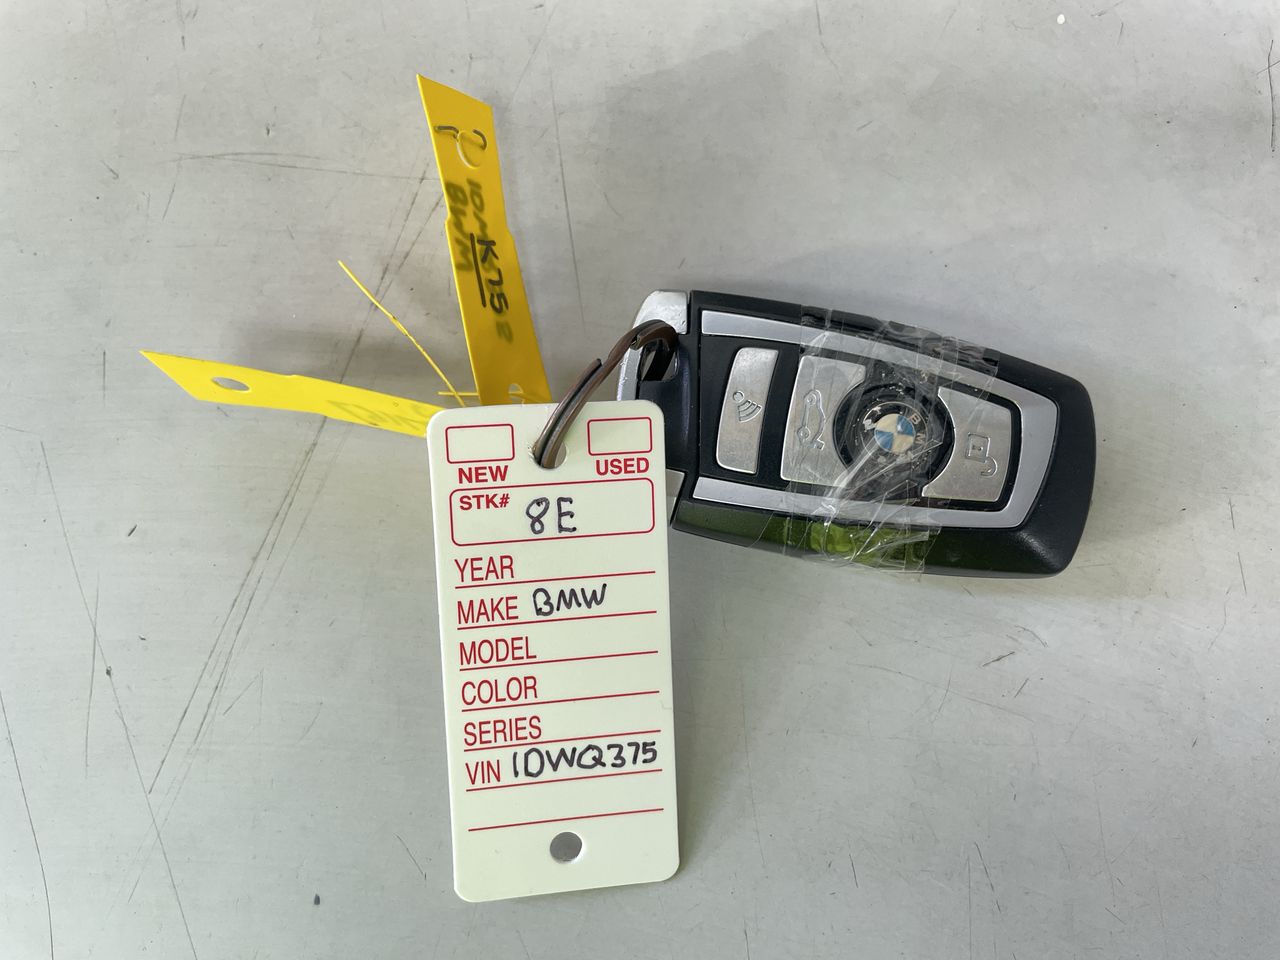 NEW
USED
STK# 8E
YEAR
MAKE BMW
MODEL
COLOR
SERIES
VIN 1DWQ375
BMW